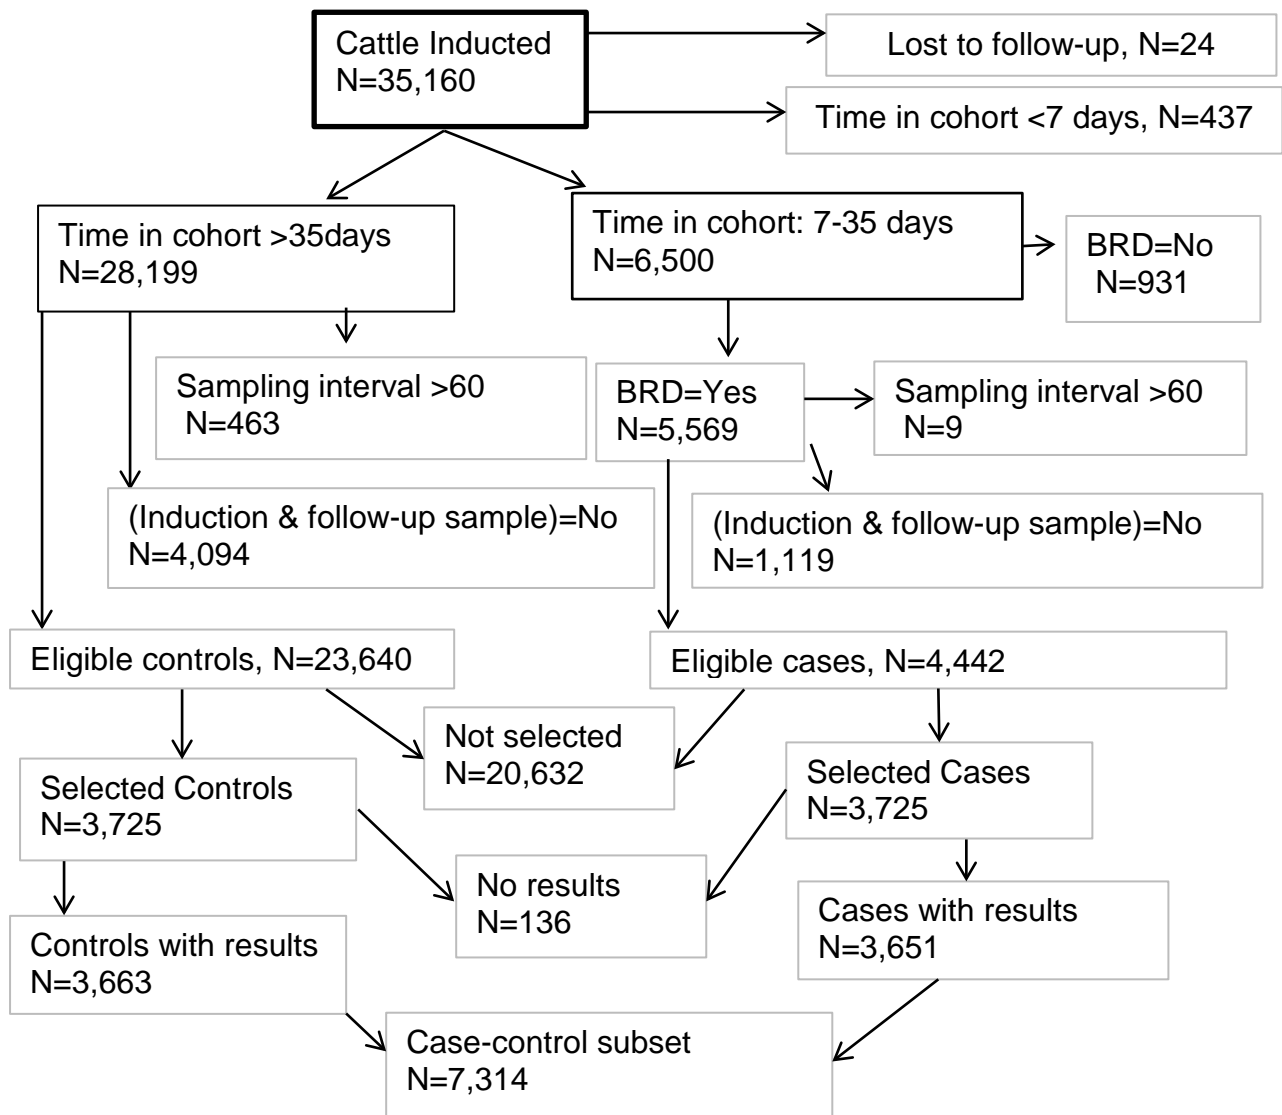 Cattle Inducted
N=35,160
Lost to follow-up, N=24
Time in cohort <7 days, N=437
Time in cohort >35days
N=28,199
Time in cohort: 7-35 days
N=6,500
BRD=No
N=931
Sampling interval >60
N=463
BRD=Yes
N=5,569
Sampling interval >60
N=9
(Induction & follow-up sample)=No
N=4,094
(Induction & follow-up sample)=No
N=1,119
Eligible controls, N=23,640
Eligible cases, N=4,442
Not selected
N=20,632
Selected Controls
N=3,725
Selected Cases
N=3,725
No results
N=136
Controls with results
N=3,663
Cases with results
N=3,651
Case-control subset
N=7,314